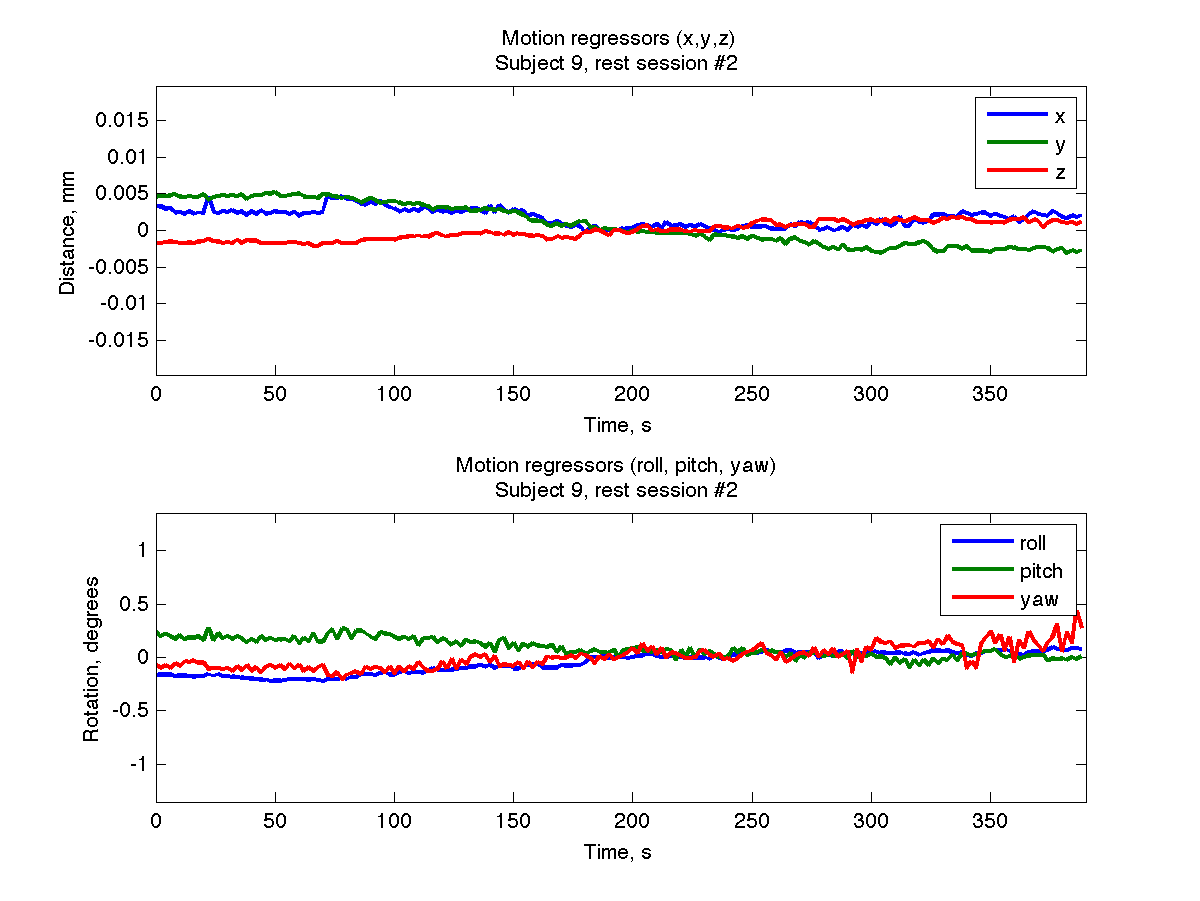 Motion regressors (x,y,z)
Subject 9, rest session #2
0.015
0.01
0.005
0
-0.005
-0.01
-0.015
Distance, mm
x
y
z
0 50 100 150 200 250 300 350
Time, s
Motion regressors (roll, pitch, yaw)
Subject 9, rest session #2
1
0.5
0
-0.5
-1
Rotation, degrees
roll
pitch
yaw
0 50 100 150 200 250 300 350
Time, s